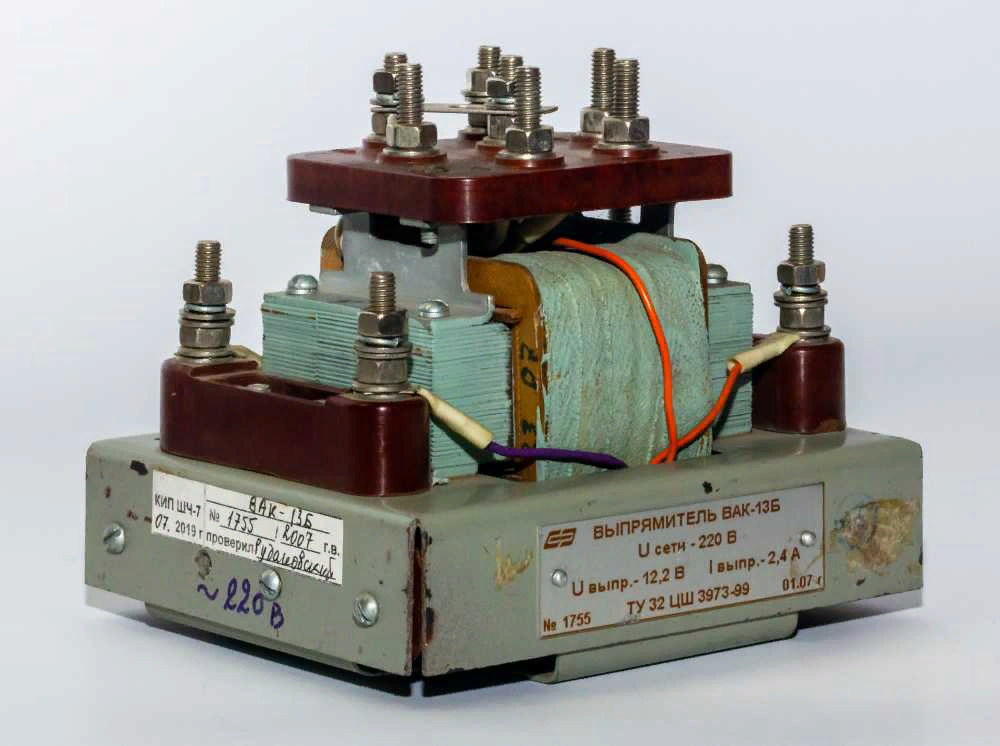 ВАК-13Б
КИП ШЧ-7 № 1755 / 2007 г.в.
07. 2019 г проверил
~220В
07
ВЫПРЯМИТЕЛЬ ВАК-13Б
U сети - 220 В
U выпр.- 12,2 В I выпр.- 2,4 А
ТУ 32 ЦШ 3973-99 01.07 г
№ 1755